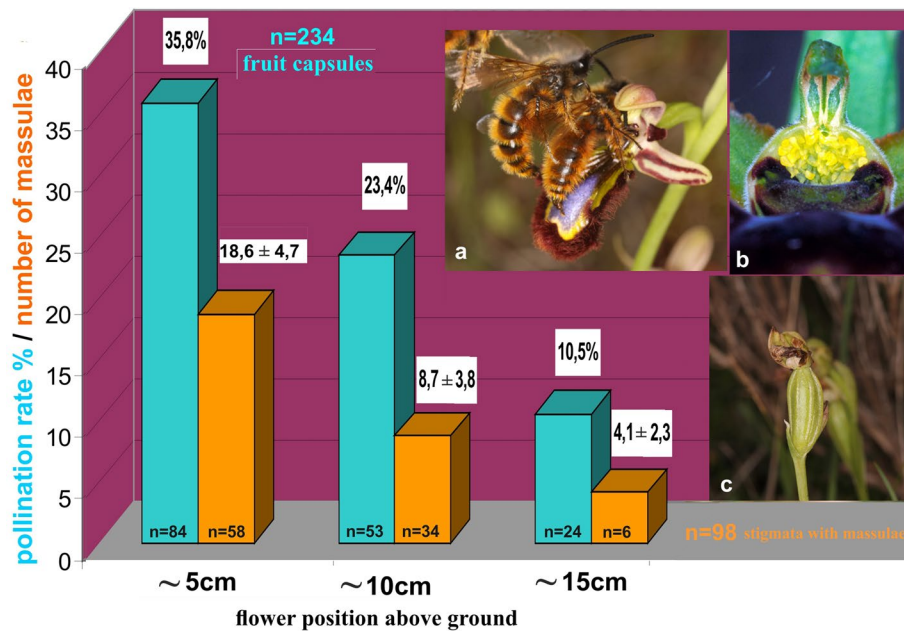 35,8%
n=234
fruit capsules
40
35
30
25
20
15
10
5
0
pollination rate % / number of massulae
23,4%
18,6 ± 4,7
10,5%
8,7 ± 3,8
4,1 ± 2,3
a
b
c
n=84
n=58
n=53
n=34
n=24
n=6
n=98 stigmata with massulae
~ 5cm
~ 10cm
~ 15cm
flower position above ground